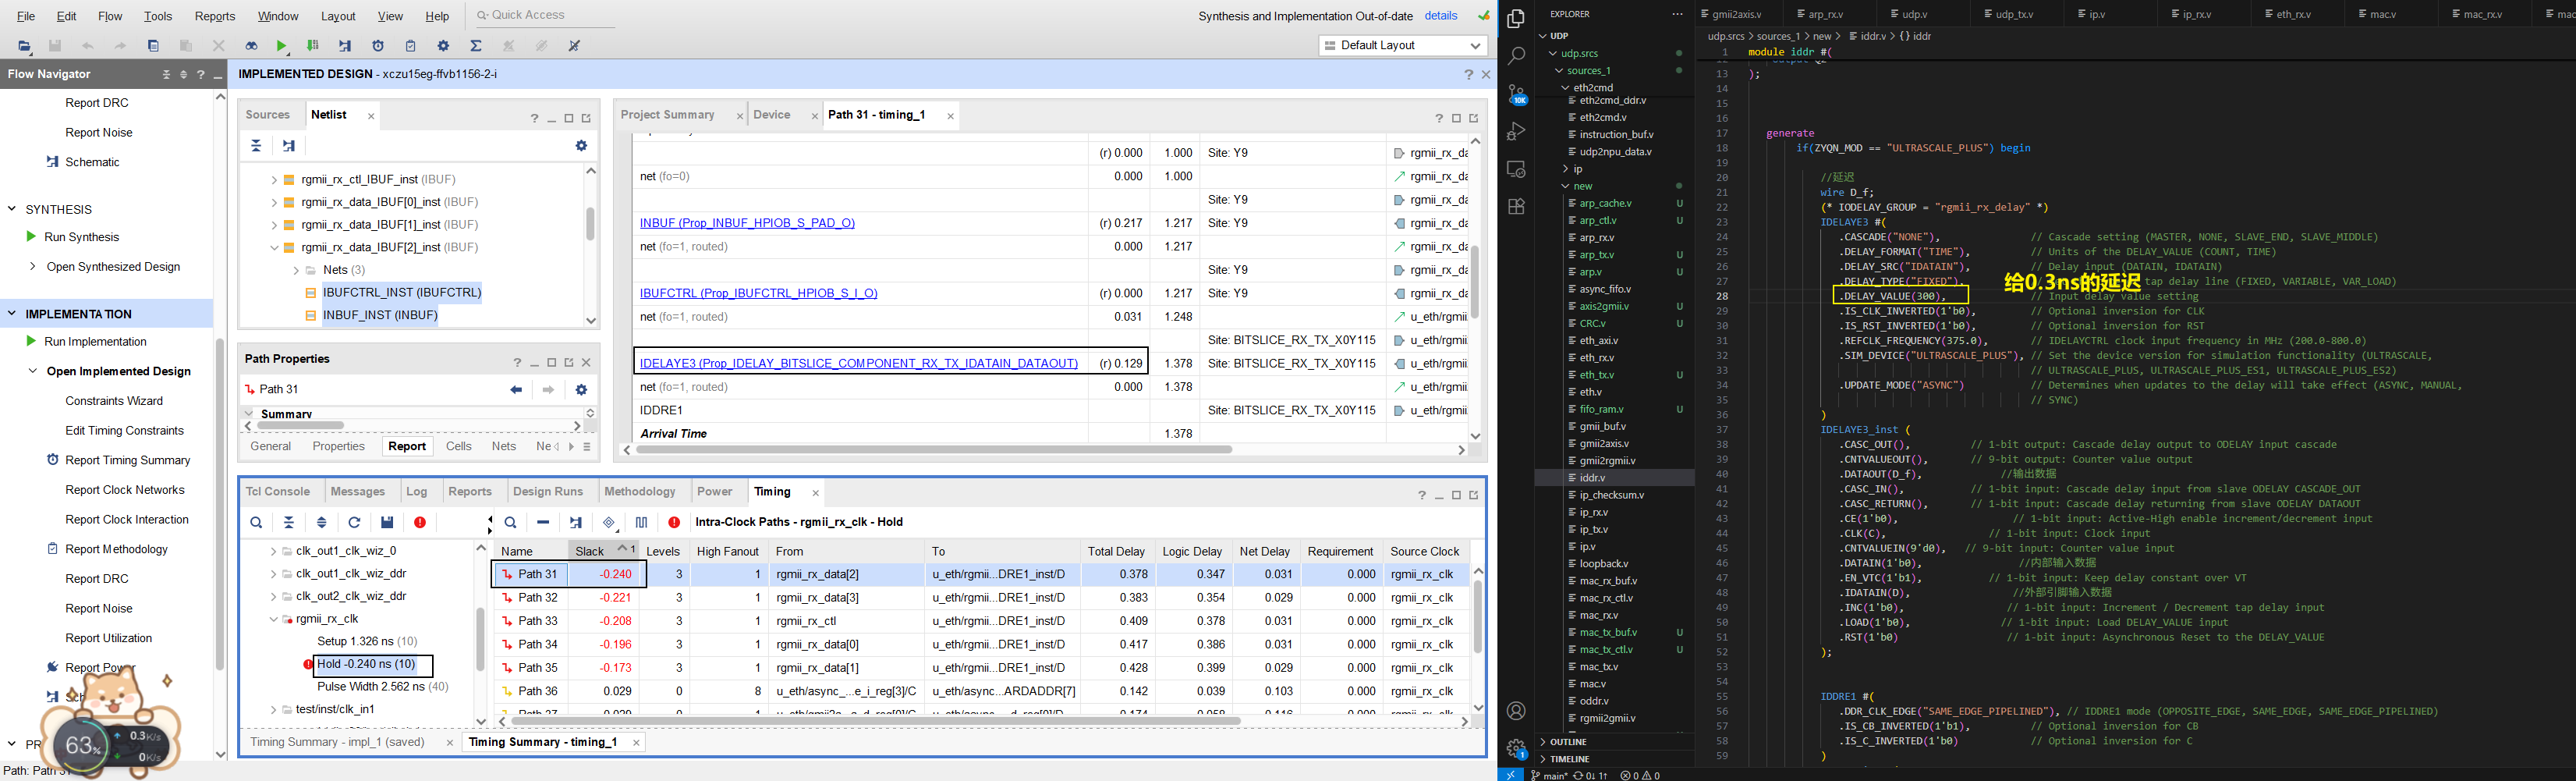 File Edit Flow Tools Reports Window Layout View Help Quick Access
Synthesis and Implementation Out-of-date details
Default Layout
Flow Navigator
Report DRC
Report Noise
Schematic
SYNTHESIS
Run Synthesis
Open Synthesized Design
IMPLEMENTATION
Run Implementation
Open Implemented Design
Constraints Wizard
Edit Timing Constraints
Report Timing Summary
Report Clock Networks
Report Clock Interaction
Report Methodology
Report DRC
Report Noise
Report Utilization
Report Power
63%
0.3K/s
0K/s
IMPLEMENTED DESIGN - xczu15eg-ffvb1156-2-i
Sources Netlist
rgmii_rx_ctl_IBUF_inst (IBUF)
rgmii_rx_data_IBUF[0]_inst (IBUF)
rgmii_rx_data_IBUF[1]_inst (IBUF)
rgmii_rx_data_IBUF[2]_inst (IBUF)
Nets (3)
IBUFCTRL_INST (IBUFCTRL)
INBUF_INST (INBUF)
Path Properties
Path 31
Summary
General Properties Report Cells Nets
Project Summary Device Path 31 - timing_1
(r) 0.000 1.000 Site: Y9 rgmii_rx_da
net (fo=0) 0.000 1.000 rgmii_rx_da
Site: Y9 rgmii_rx_da
INBUF (Prop_INBUF_HPIOB_S_PAD_O) (r) 0.217 1.217 Site: Y9 rgmii_rx_da
net (fo=1, routed) 0.000 1.217 rgmii_rx_da
Site: Y9 rgmii_rx_da
IBUFCTRL (Prop_IBUFCTRL_HPIOB_S_I_O) (r) 0.000 1.217 Site: Y9 rgmii_rx_da
net (fo=1, routed) 0.031 1.248 u_eth/rgmii
Site: BITSLICE_RX_TX_X0Y115 u_eth/rgmii
IDELAYE3 (Prop_IDELAY_BITSLICE_COMPONENT_RX_TX_IDATAIN_DATAOUT) (r) 0.129 1.378 Site: BITSLICE_RX_TX_X0Y115 u_eth/rgmii
net (fo=1, routed) 0.000 1.378 u_eth/rgmii
IDDRE1 Site: BITSLICE_RX_TX_X0Y115 u_eth/rgmii
Arrival Time 1.378
Tcl Console Messages Log Reports Design Runs Methodology Power Timing
Intra-Clock Paths - rgmii_rx_clk - Hold
clk_out1_clk_wiz_0
clk_out1_clk_wiz_ddr
clk_out2_clk_wiz_ddr
rgmii_rx_clk
Setup 1.326 ns (10)
Hold -0.240 ns (10)
Pulse Width 2.562 ns (40)
test/inst/clk_in1
Name Slack 1 Levels High Fanout From To Total Delay Logic Delay Net Delay Requirement Source Clock
Path 31 -0.240 3 1 rgmii_rx_data[2] u_eth/rgmii...DRE1_inst/D 0.378 0.347 0.031 0.000 rgmii_rx_clk
Path 32 -0.221 3 1 rgmii_rx_data[3] u_eth/rgmii...DRE1_inst/D 0.383 0.354 0.029 0.000 rgmii_rx_clk
Path 33 -0.208 3 1 rgmii_rx_ctl u_eth/rgmii...DRE1_inst/D 0.409 0.378 0.031 0.000 rgmii_rx_clk
Path 34 -0.196 3 1 rgmii_rx_data[0] u_eth/rgmii...DRE1_inst/D 0.417 0.386 0.031 0.000 rgmii_rx_clk
Path 35 -0.173 3 1 rgmii_rx_data[1] u_eth/rgmii...DRE1_inst/D 0.428 0.399 0.029 0.000 rgmii_rx_clk
Path 36 0.029 0 8 u_eth/async_...e_i_reg[3]/C u_eth/async...ARDADDR[7] 0.142 0.039 0.103 0.000 rgmii_rx_clk
Timing Summary - impl_1 (saved) Timing Summary - timing_1
EXPLORER
UDP
udp.srcs
sources_1
eth2cmd
eth2cmd_ddr.v
eth2cmd.v
instruction_buf.v
udp2npu_data.v
ip
new
arp_cache.v U
arp_ctl.v U
arp_rx.v
arp_tx.v U
arp.v U
async_fifo.v
axis2gmii.v U
CRC.v U
eth_axi.v
eth_rx.v
eth_tx.v U
eth.v
fifo_ram.v U
gmii_buf.v
gmii2axis.v
gmii2rgmii.v
iddr.v
ip_checksum.v
ip_rx.v
ip_tx.v
ip.v
loopback.v
mac_rx_buf.v
mac_rx_ctl.v
mac_rx.v
mac_tx_buf.v U
mac_tx_ctl.v U
mac_tx.v
mac.v
oddr.v
rgmii2gmii.v
OUTLINE
TIMELINE
10K
main* 0↓ 1↑ 0 0
gmii2axis.v arp_rx.v udp.v udp_tx.v ip.v ip_rx.v eth_rx.v mac.v mac_rx.v
udp.srcs > sources_1 > new > iddr.v > {} iddr
1 module iddr #(
13 );
14
15
16
17 generate
18 if(ZYQN_MOD == "ULTRASCALE_PLUS") begin
19
20 //延迟
21 wire D_f;
22 (* IODELAY_GROUP = "rgmii_rx_delay" *)
23 IDELAYE3 #(
24 .CASCADE("NONE"), // Cascade setting (MASTER, NONE, SLAVE_END, SLAVE_MIDDLE)
25 .DELAY_FORMAT("TIME"), // Units of the DELAY_VALUE (COUNT, TIME)
26 .DELAY_SRC("IDATAIN"), // Delay input (DATAIN, IDATAIN)
27 .DELAY_TYPE("FIXED"), tap delay line (FIXED, VARIABLE, VAR_LOAD)
给0.3ns的延迟
28 .DELAY_VALUE(300), // Input delay value setting
29 .IS_CLK_INVERTED(1'b0), // Optional inversion for CLK
30 .IS_RST_INVERTED(1'b0), // Optional inversion for RST
31 .REFCLK_FREQUENCY(375.0), // IDELAYCTRL clock input frequency in MHz (200.0-800.0)
32 .SIM_DEVICE("ULTRASCALE_PLUS"), // Set the device version for simulation functionality (ULTRASCALE,
33 // ULTRASCALE_PLUS, ULTRASCALE_PLUS_ES1, ULTRASCALE_PLUS_ES2)
34 .UPDATE_MODE("ASYNC") // Determines when updates to the delay will take effect (ASYNC, MANUAL,
35 // SYNC)
36 )
37 IDELAYE3_inst (
38 .CASC_OUT(), // 1-bit output: Cascade delay output to ODELAY input cascade
39 .CNTVALUEOUT(), // 9-bit output: Counter value output
40 .DATAOUT(D_f), //输出数据
41 .CASC_IN(), // 1-bit input: Cascade delay input from slave ODELAY CASCADE_OUT
42 .CASC_RETURN(), // 1-bit input: Cascade delay returning from slave ODELAY DATAOUT
43 .CE(1'b0), // 1-bit input: Active-High enable increment/decrement input
44 .CLK(C), // 1-bit input: Clock input
45 .CNTVALUEIN(9'd0), // 9-bit input: Counter value input
46 .DATAIN(1'b0), //内部输入数据
47 .EN_VTC(1'b1), // 1-bit input: Keep delay constant over VT
48 .IDATAIN(D), //外部引脚输入数据
49 .INC(1'b0), // 1-bit input: Increment / Decrement tap delay input
50 .LOAD(1'b0), // 1-bit input: Load DELAY_VALUE input
51 .RST(1'b0) // 1-bit input: Asynchronous Reset to the DELAY_VALUE
52 );
53
54
55 IDDRE1 #(
56 .DDR_CLK_EDGE("SAME_EDGE_PIPELINED"), // IDDRE1 mode (OPPOSITE_EDGE, SAME_EDGE, SAME_EDGE_PIPELINED)
57 .IS_CB_INVERTED(1'b1), // Optional inversion for CB
58 .IS_C_INVERTED(1'b0) // Optional inversion for C
59 )